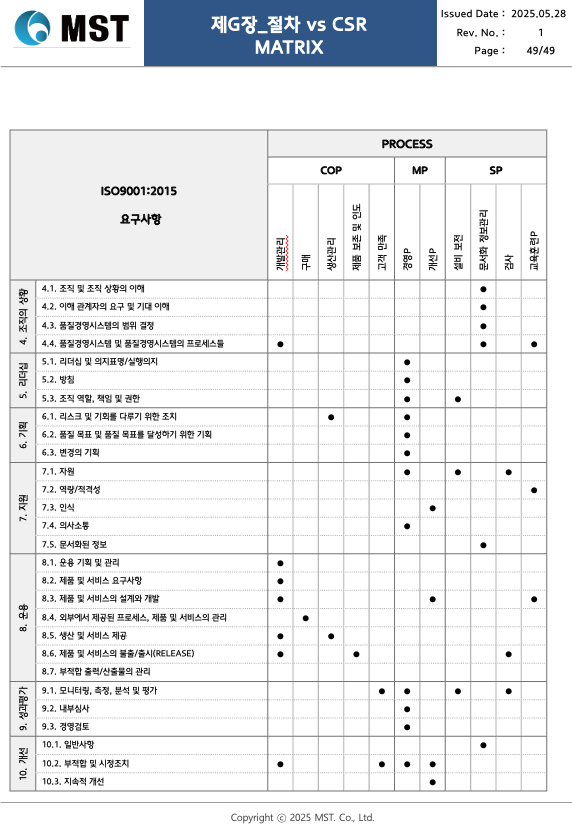 MST
제G장_절차 vs CSR
MATRIX
Issued Date : 2025.05.28
Rev. No. : 1
Page : 49/49
ISO9001:2015
요구사항
PROCESS
COP
MP
SP
개발관리
구매
생산관리
제품 보존 및 인도
고객 만족
경영P
개선P
설비 보전
문서화 정보관리
검사
교육훈련P
4. 조직의 상황
4.1. 조직 및 조직 상황의 이해 ●
4.2. 이해 관계자의 요구 및 기대 이해 ●
4.3. 품질경영시스템의 범위 결정 ●
4.4. 품질경영시스템 및 품질경영시스템의 프로세스들 ● ● ●
5. 리더십
5.1. 리더십 및 의지표명/실행의지 ●
5.2. 방침 ●
5.3. 조직 역할, 책임 및 권한 ● ●
6. 기획
6.1. 리스크 및 기회를 다루기 위한 조치 ● ●
6.2. 품질 목표 및 품질 목표를 달성하기 위한 기획 ●
6.3. 변경의 기획 ●
7. 지원
7.1. 자원 ● ● ●
7.2. 역량/적격성 ●
7.3. 인식 ●
7.4. 의사소통 ●
7.5. 문서화된 정보 ●
8. 운용
8.1. 운용 기획 및 관리 ●
8.2. 제품 및 서비스 요구사항 ●
8.3. 제품 및 서비스의 설계와 개발 ● ● ●
8.4. 외부에서 제공된 프로세스, 제품 및 서비스의 관리 ●
8.5. 생산 및 서비스 제공 ● ●
8.6. 제품 및 서비스의 불출/출시(RELEASE) ● ● ●
8.7. 부적합 출력/산출물의 관리
9. 성과평가
9.1. 모니터링, 측정, 분석 및 평가 ● ● ● ●
9.2. 내부심사 ●
9.3. 경영검토 ●
10. 개선
10.1. 일반사항 ●
10.2. 부적합 및 시정조치 ● ● ● ●
10.3. 지속적 개선 ●
Copyright ⓒ 2025 MST. Co., Ltd.